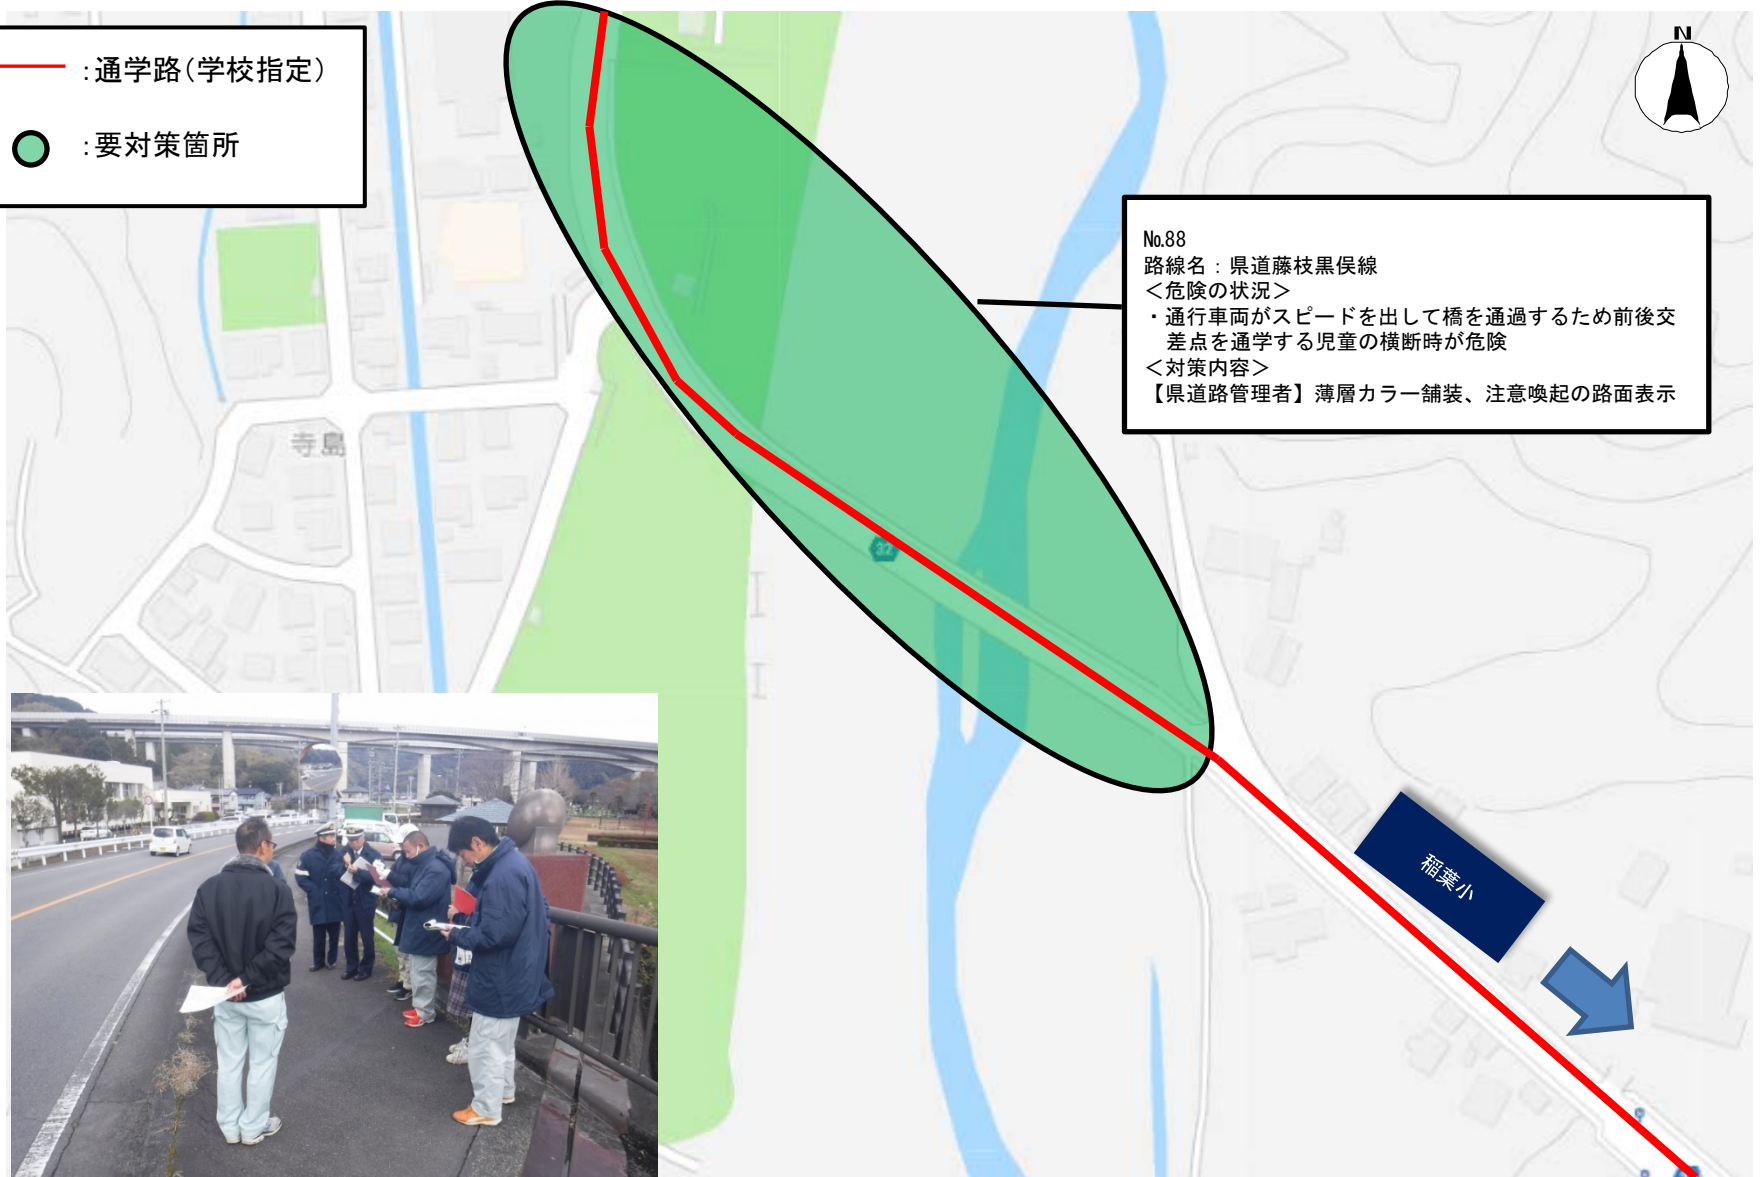 :通学路(学校指定)
:要対策箇所
N
No.88
路線名:県道藤枝黒俣線
<危険の状況>
・通行車両がスピードを出して橋を通過するため前後交
差点を通学する児童の横断時が危険
<対策内容>
【県道路管理者】薄層カラー舗装、注意喚起の路面表示
寺島
32
稲葉小